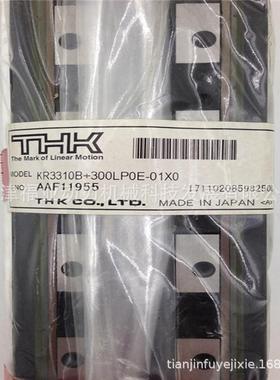 THK
The Mark of Linear Motion
MODEL KR3310B+300LP0E-01X0
ENO AAF11955
THK CO., LTD. MADE IN JAPAN
tianjinfuyejixie.168